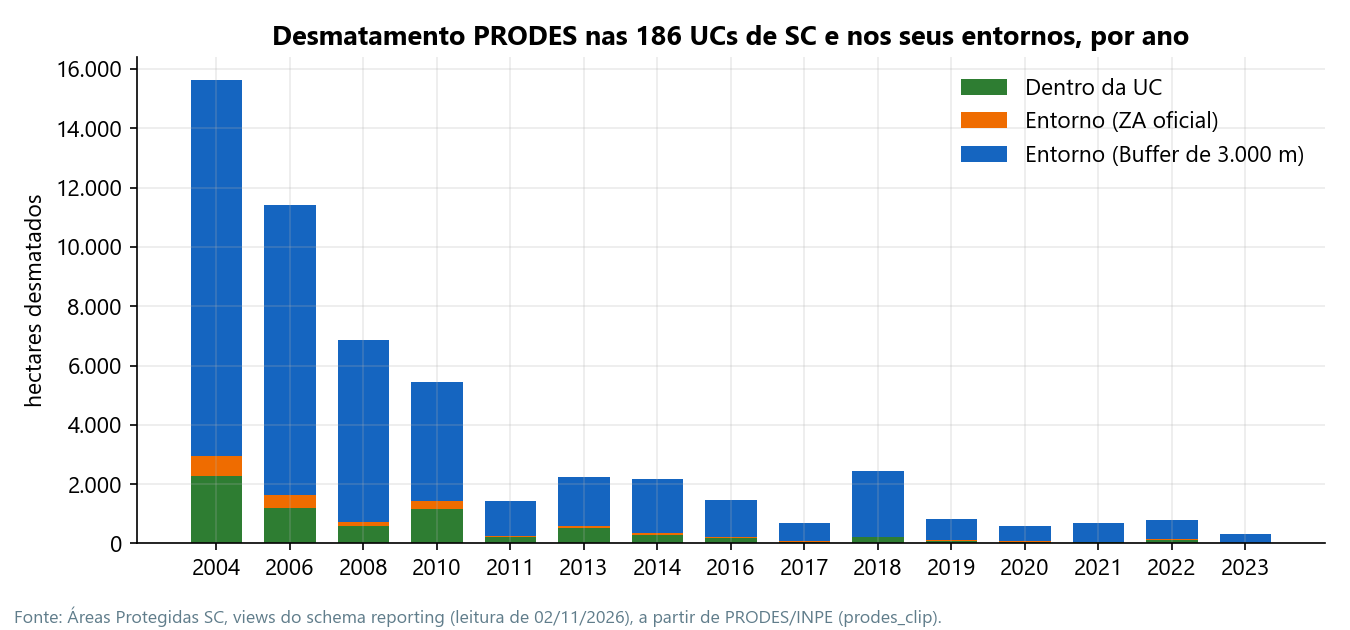 Desmatamento PRODES nas 186 UCs de SC e nos seus entornos, por ano
hectares desmatados
16.000
14.000
12.000
10.000
8.000
6.000
4.000
2.000
0
Dentro da UC
Entorno (ZA oficial)
Entorno (Buffer de 3.000 m)
2004 2006 2008 2010 2011 2013 2014 2016 2017 2018 2019 2020 2021 2022 2023
Fonte: Áreas Protegidas SC, views do schema reporting (leitura de 02/11/2026), a partir de PRODES/INPE (prodes_clip).